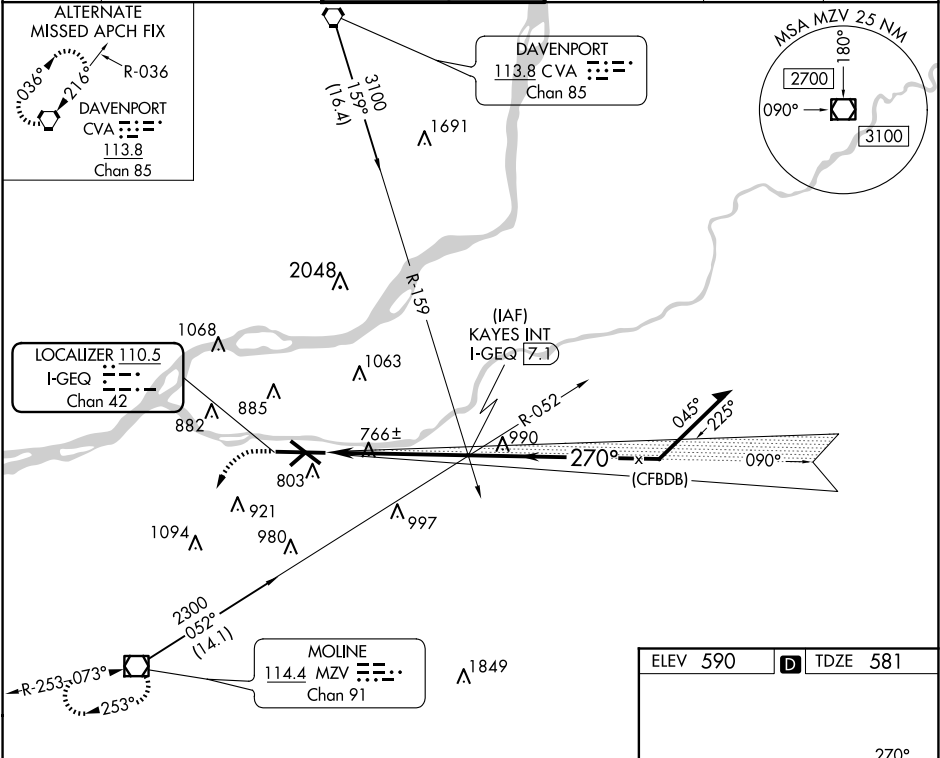 ALTERNATE
MISSED APCH FIX
036°
216°
R-036
DAVENPORT
CVA
113.8
Chan 85
3100
159°
(16.4)
DAVENPORT
113.8 CVA
Chan 85
MSA MZV 25 NM
180°
2700
090°
3100
1691
2048
R-159
(IAF)
KAYES INT
I-GEQ 7.1
1068
1063
LOCALIZER 110.5
I-GEQ
Chan 42
885
882
R-052
045°
225°
766±
990
270°
090°
(CFBDB)
803
921
997
1094
980
2300
052°
(14.1)
R-253
073°
253°
MOLINE
114.4 MZV
Chan 91
1849
ELEV 590
D
TDZE 581
270°